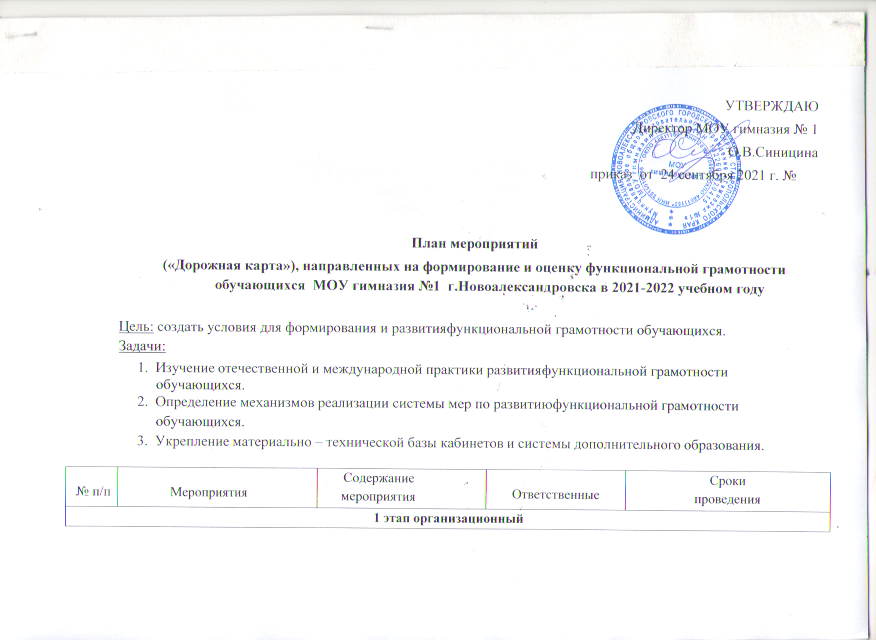 УТВЕРЖДАЮ
Директор МОУ гимназия № 1
О.В.Синицина
приказ от 24 сентября 2021 г. №
План мероприятий
(«Дорожная карта»), направленных на формирование и оценку функциональной грамотности
обучающихся МОУ гимназия №1 г.Новоалександровска в 2021-2022 учебном году
Цель: создать условия для формирования и развитияфункциональной грамотности обучающихся.
Задачи:
1. Изучение отечественной и международной практики развитияфункциональной грамотности
обучающихся.
2. Определение механизмов реализации системы мер по развитиюфункциональной грамотности
обучающихся.
3. Укрепление материально – технической базы кабинетов и системы дополнительного образования.
№ п/п Мероприятия Содержание мероприятия Ответственные Сроки проведения
1 этап организационный